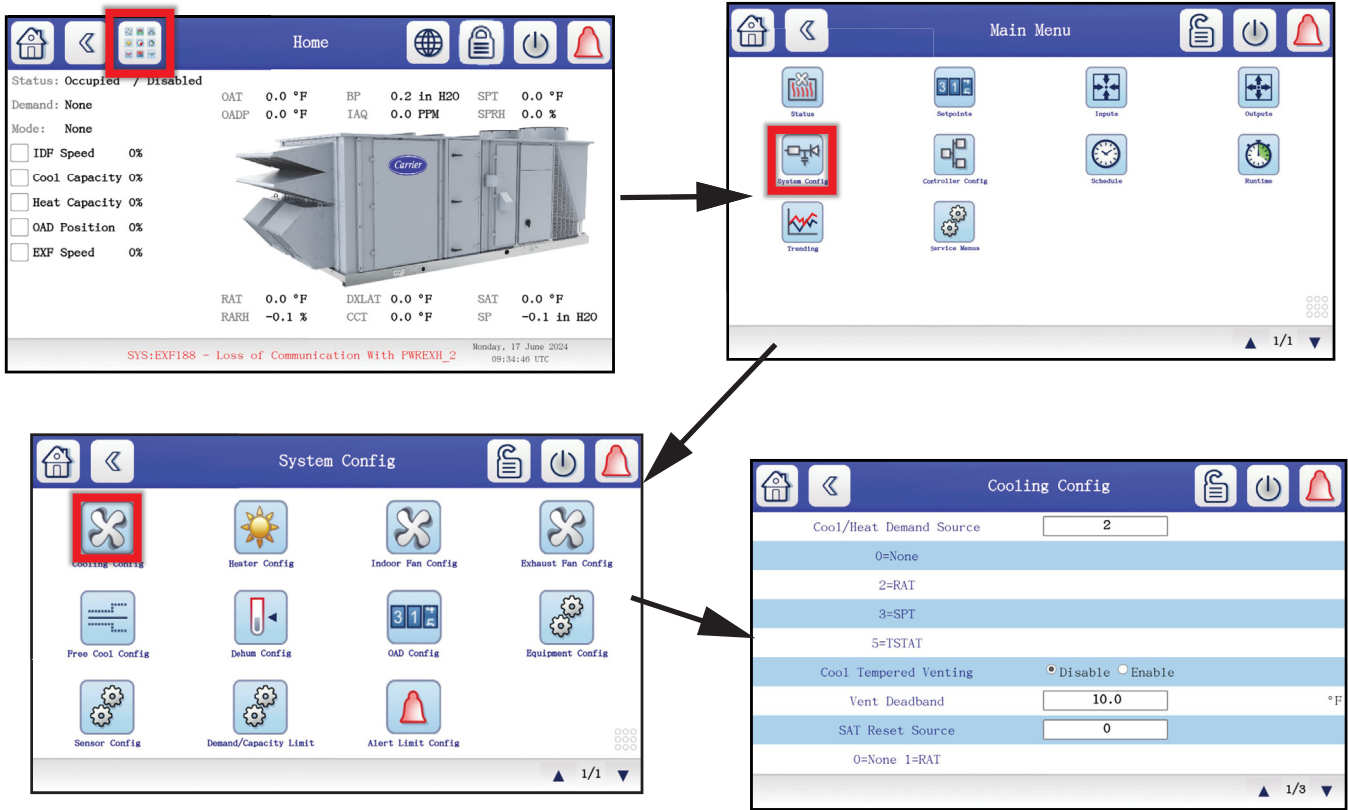 Home
Status: Occupied / Disabled
Demand: None
Mode: None
IDF Speed 0%
Cool Capacity 0%
Heat Capacity 0%
OAD Position 0%
EXF Speed 0%
OAT 0.0 °F BP 0.2 in H2O SPT 0.0 °F
OADP 0.0 °F IAQ 0.0 PPM SPRH 0.0 %
Carrier
RAT 0.0 °F DXLAT 0.0 °F SAT 0.0 °F
RARH -0.1 % CCT 0.0 °F SP -0.1 in H2O
SYS:EXF188 - Loss of Communication With PWREXH_2
Monday, 17 June 2024
09:34:46 UTC
Main Menu
Status
315
Setpoints
Inputs
Outputs
System Config
Controller Config
Schedule
Runtime
Trending
Service Menus
1/1
System Config
Cooling Config
Heater Config
Indoor Fan Config
Exhaust Fan Config
Free Cool Config
Dehum Config
315
OAD Config
Equipment Config
Sensor Config
Demand/Capacity Limit
Alert Limit Config
1/1
Cooling Config
Cool/Heat Demand Source 2
0=None
2=RAT
3=SPT
5=TSTAT
Cool Tempered Venting Disable Enable
Vent Deadband 10.0 °F
SAT Reset Source 0
0=None 1=RAT
1/3